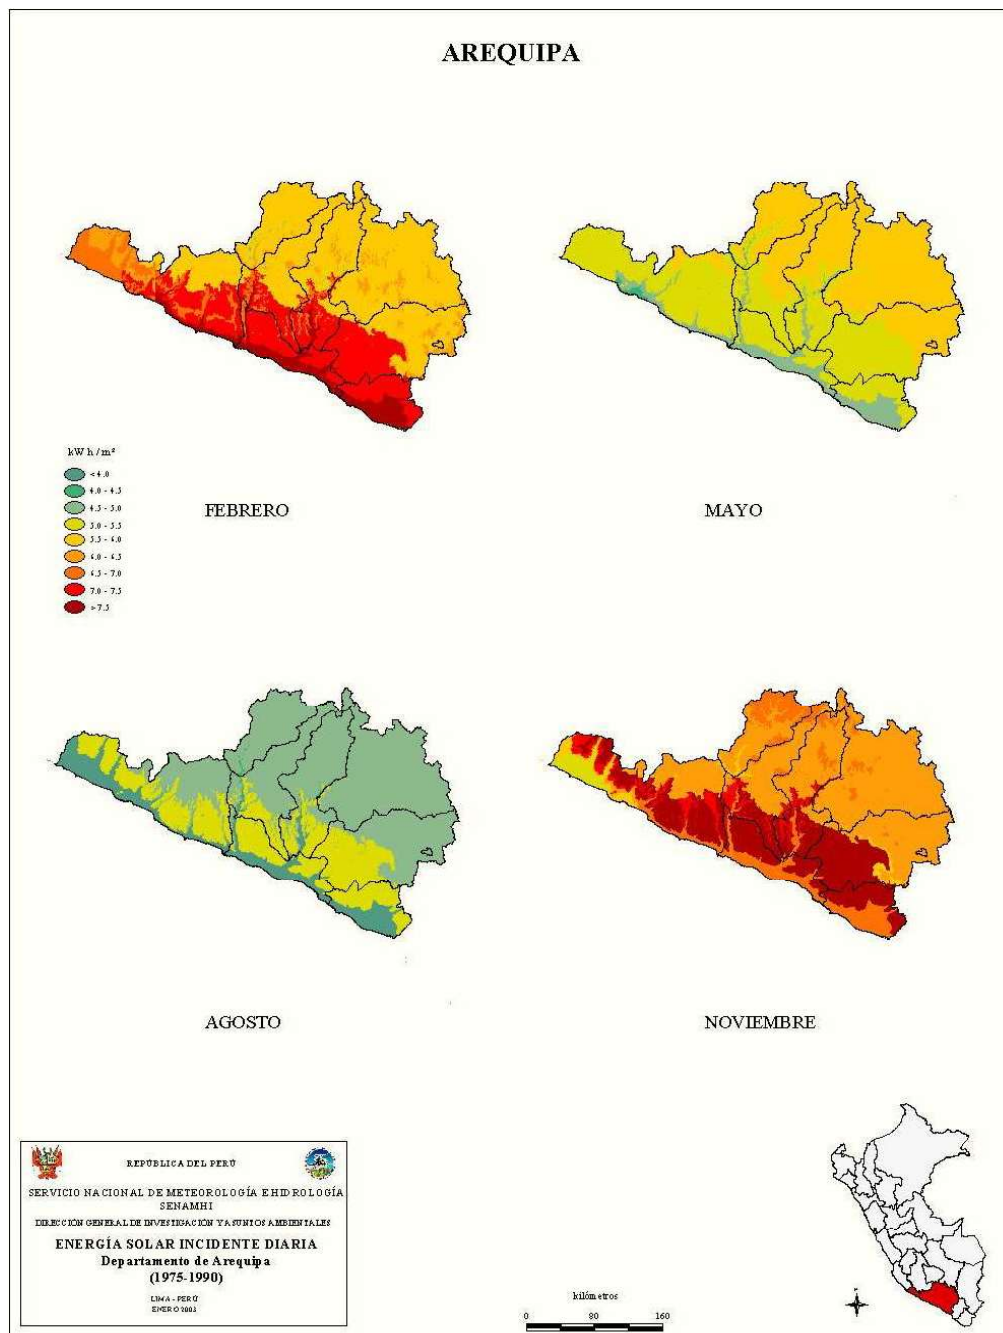 AREQUIPA
kW h / m²
< 4.0
4.0 - 4.5
4.5 - 5.0
5.0 - 5.5
5.5 - 6.0
6.0 - 6.5
6.5 - 7.0
7.0 - 7.5
> 7.5
FEBRERO
MAYO
AGOSTO
NOVIEMBRE
REPÚBLICA DEL PERÚ
SERVICIO NACIONAL DE METEOROLOGÍA E HIDROLOGÍA
SENAMHI
DIRECCIÓN GENERAL DE INVESTIGACIÓN Y ASUNTOS AMBIENTALES
ENERGÍA SOLAR INCIDENTE DIARIA
Departamento de Arequipa
(1975-1990)
LIMA - PERÚ
ENERO 2003
kilómetros
0 80 160